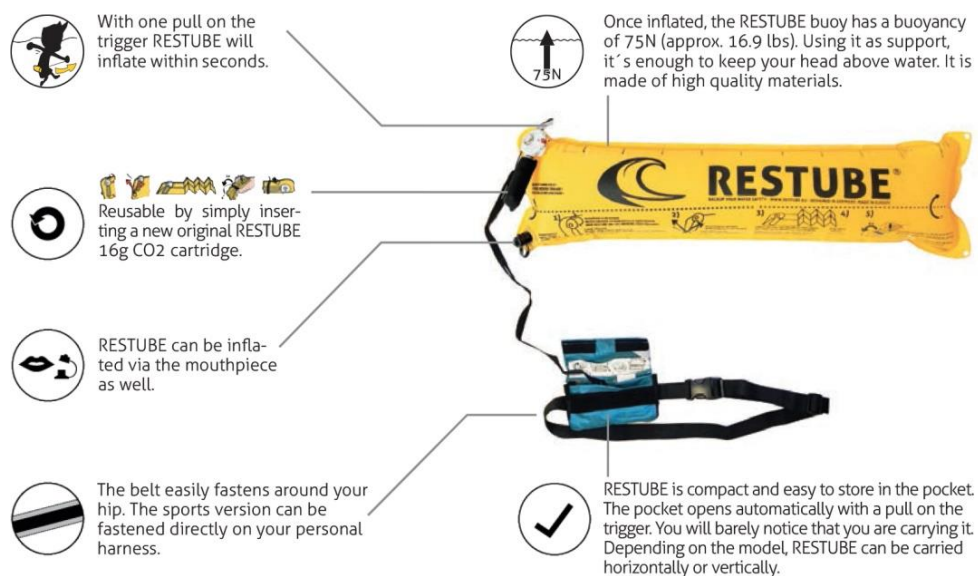 With one pull on the
trigger RESTUBE will
inflate within seconds.
75N
Once inflated, the RESTUBE buoy has a buoyancy
of 75N (approx. 16.9 lbs). Using it as support,
it´s enough to keep your head above water. It is
made of high quality materials.
RESTUBE®
1)
2)
3)
4)
5)
Reusable by simply inser-
ting a new original RESTUBE
16g CO2 cartridge.
RESTUBE can be infla-
ted via the mouthpiece
as well.
The belt easily fastens around your
hip. The sports version can be
fastened directly on your personal
harness.
RESTUBE is compact and easy to store in the pocket.
The pocket opens automatically with a pull on the
trigger. You will barely notice that you are carrying it.
Depending on the model, RESTUBE can be carried
horizontally or vertically.